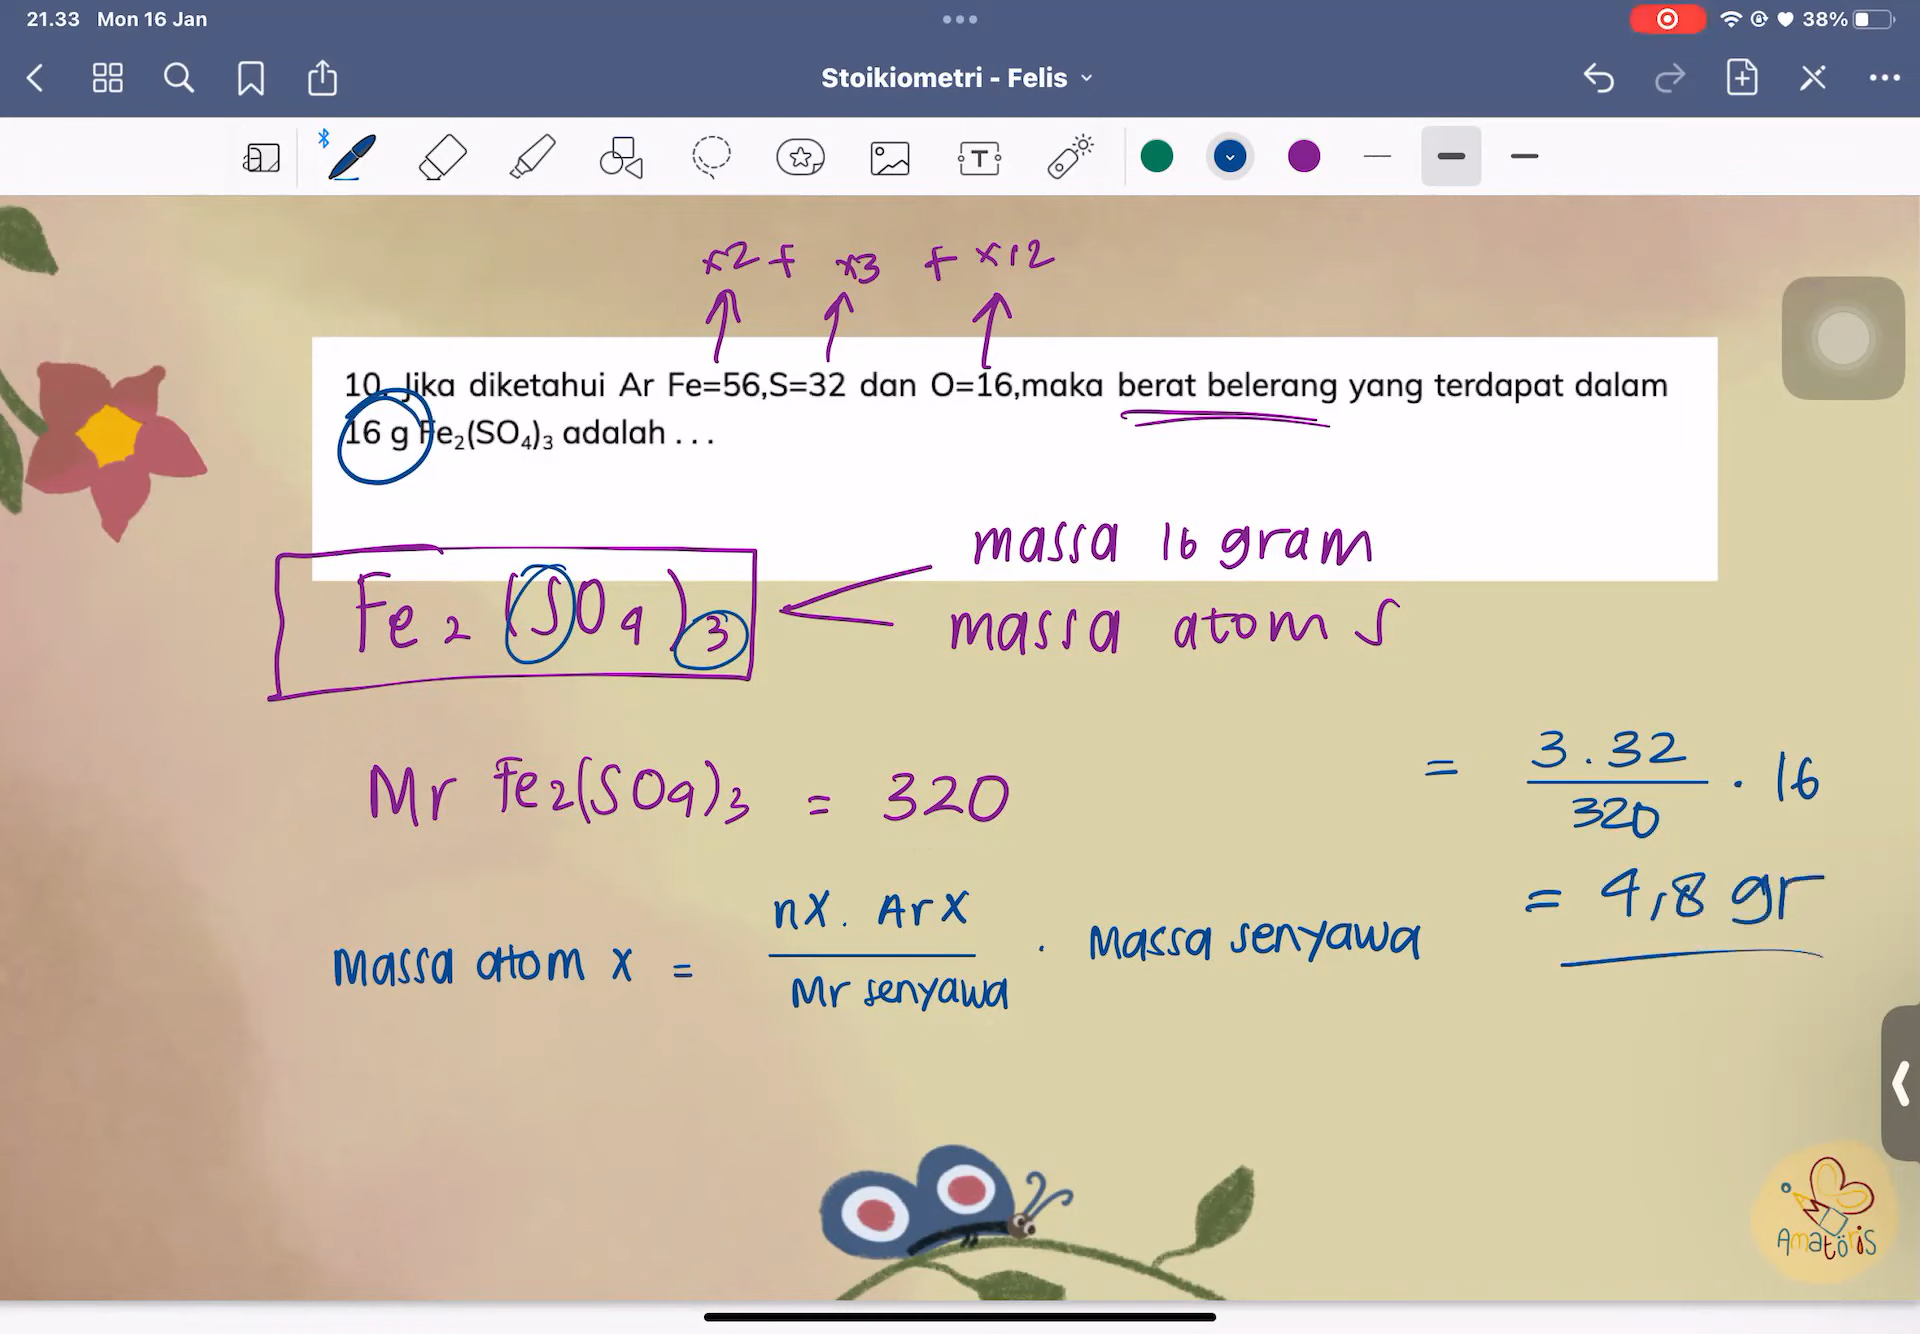 21.33 Mon 16 Jan
38%
Stoikiometri - Felis
x2 + x3 + x12
10. Jika diketahui Ar Fe=56,S=32 dan O=16,maka berat belerang yang terdapat dalam
16 g Fe₂(SO₄)₃ adalah . . .
massa 16 gram
Fe₂(SO₄)₃
massa atom S
Mr Fe₂(SO₄)₃ = 320
= 3.32 / 320 . 16
= 4,8 gr
massa atom x = nX. ArX / Mr senyawa . Massa senyawa
Amatöris